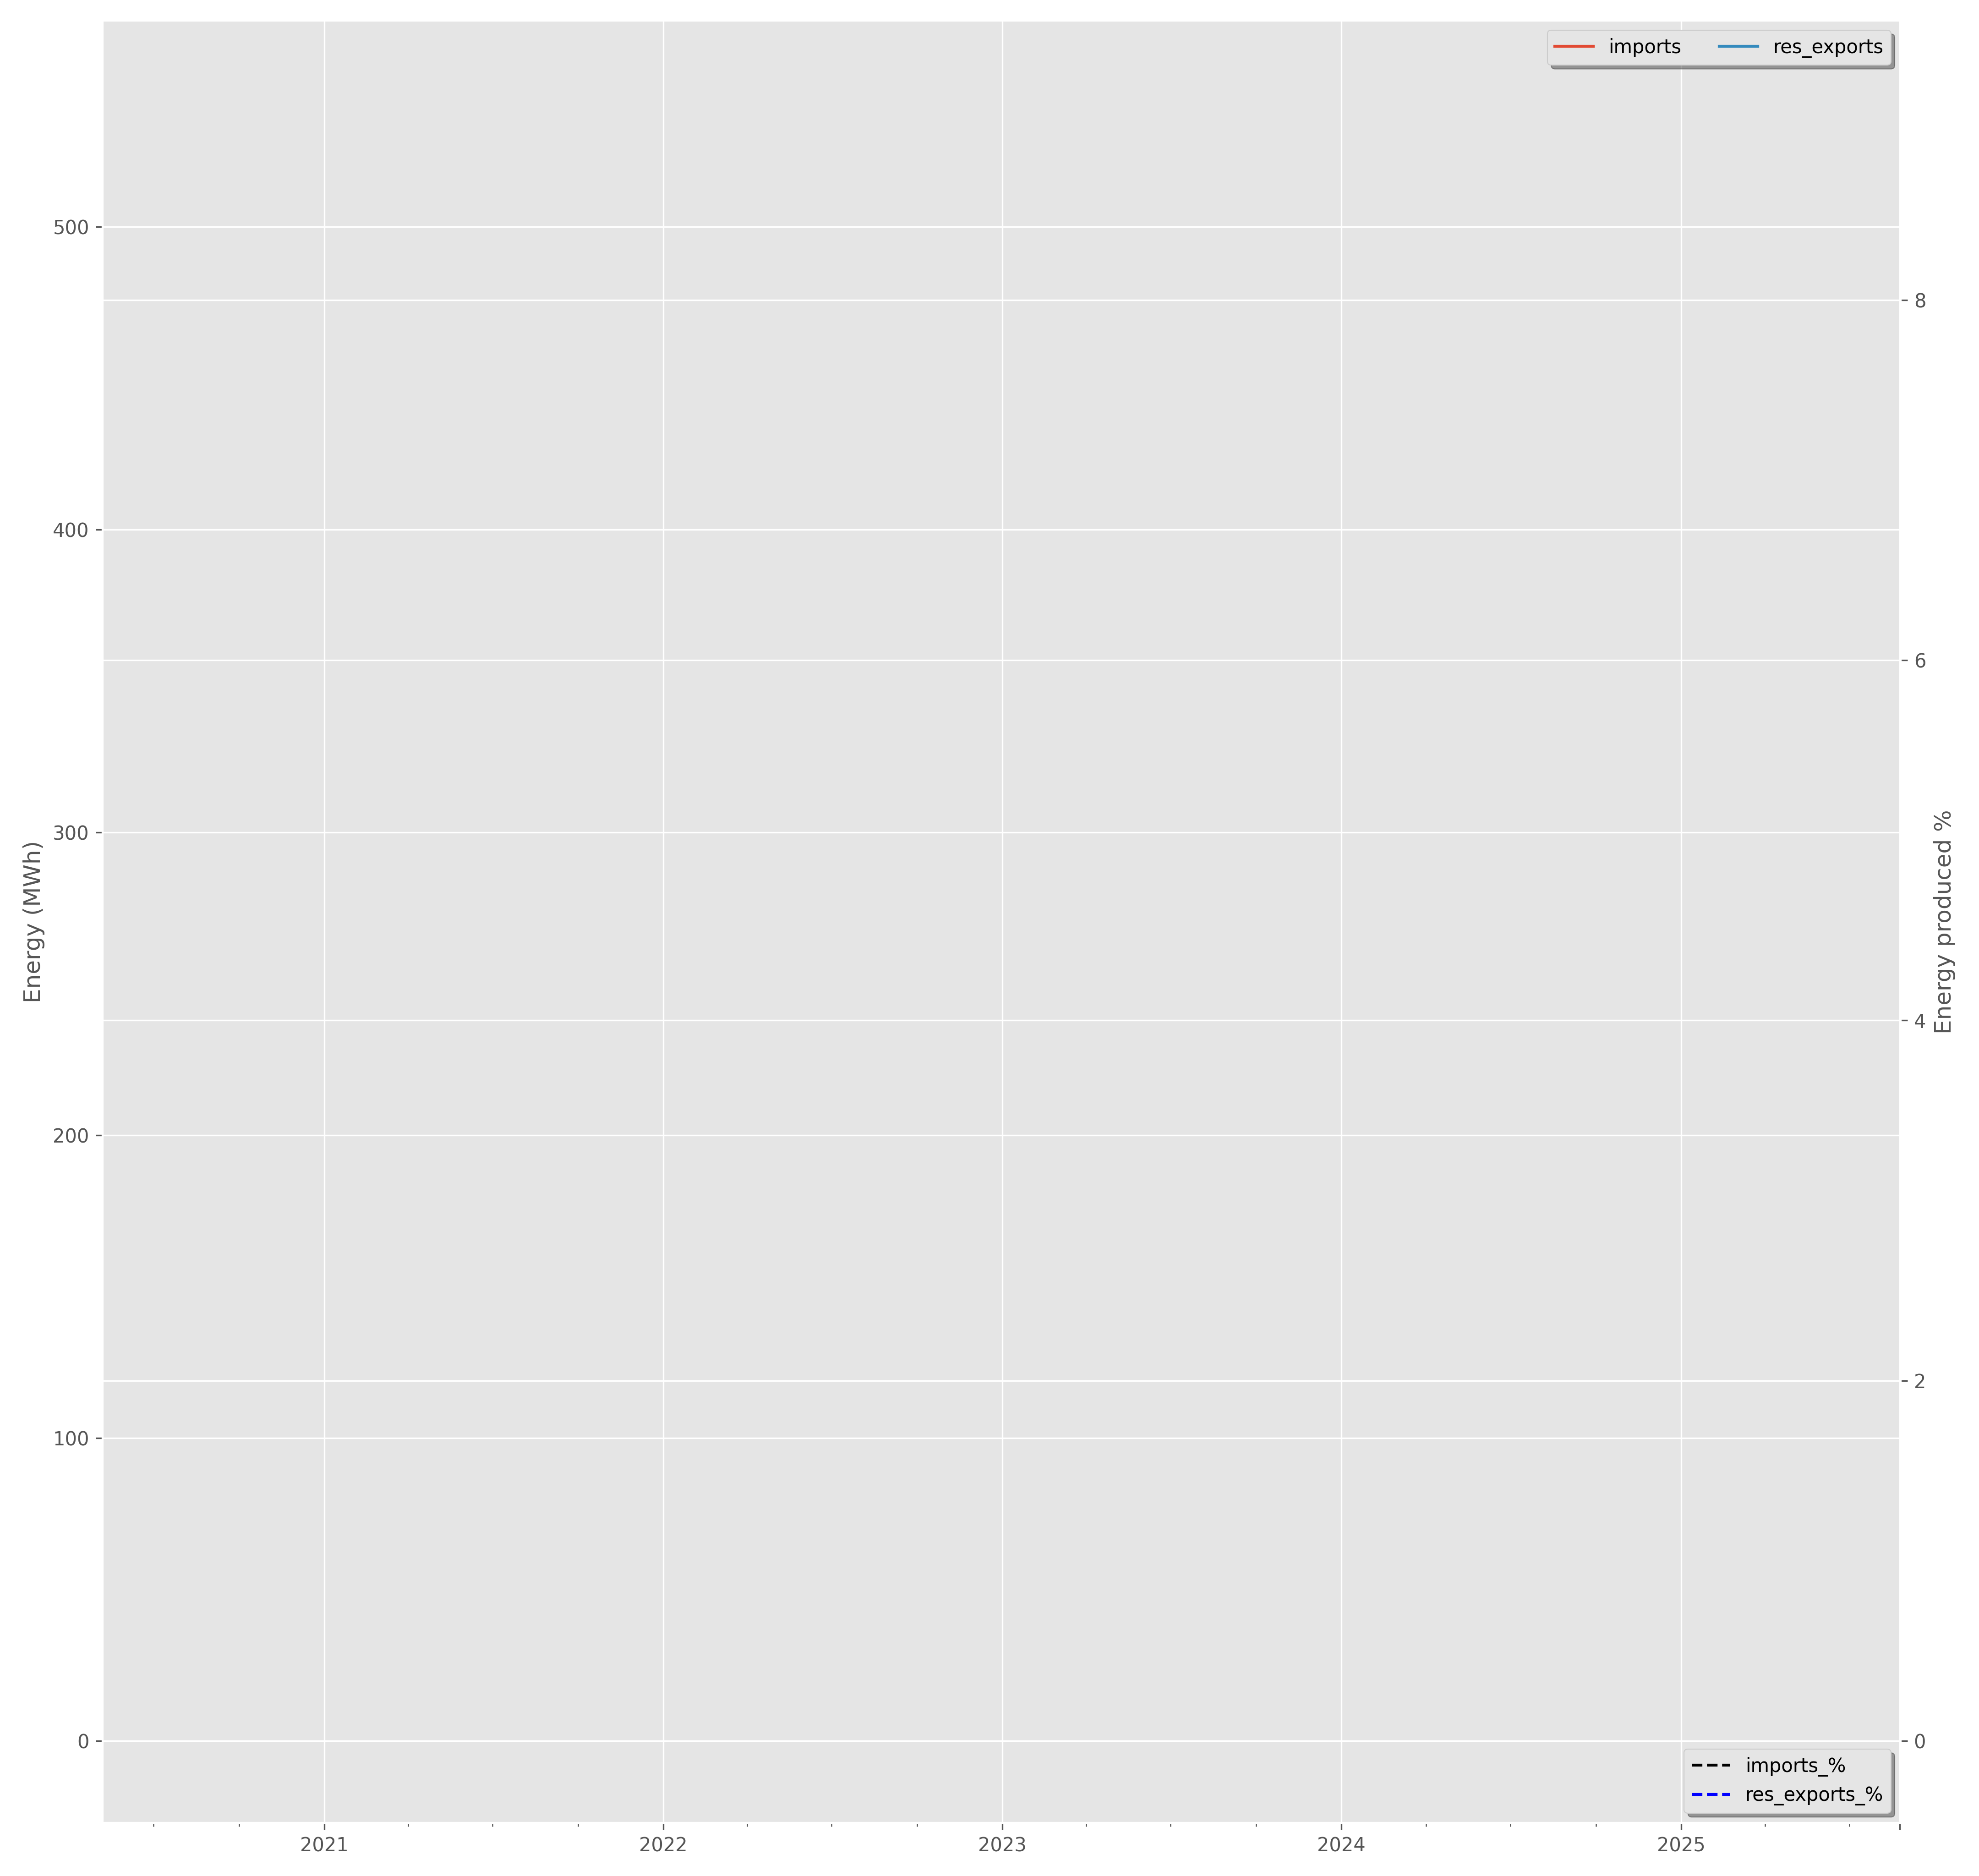 imports
res_exports
500
400
300
200
100
0
Energy (MWh)
8
6
4
2
0
Energy produced %
imports_%
res_exports_%
2021
2022
2023
2024
2025